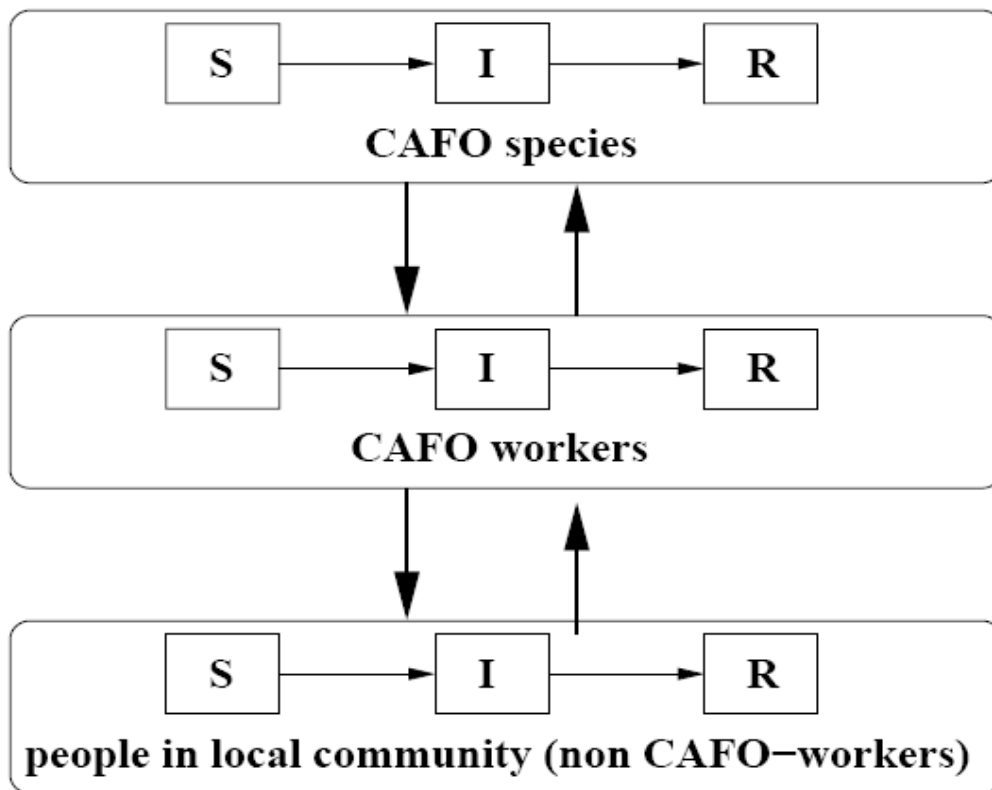 S I R
CAFO species
S I R
CAFO workers
S I R
people in local community (non CAFO−workers)